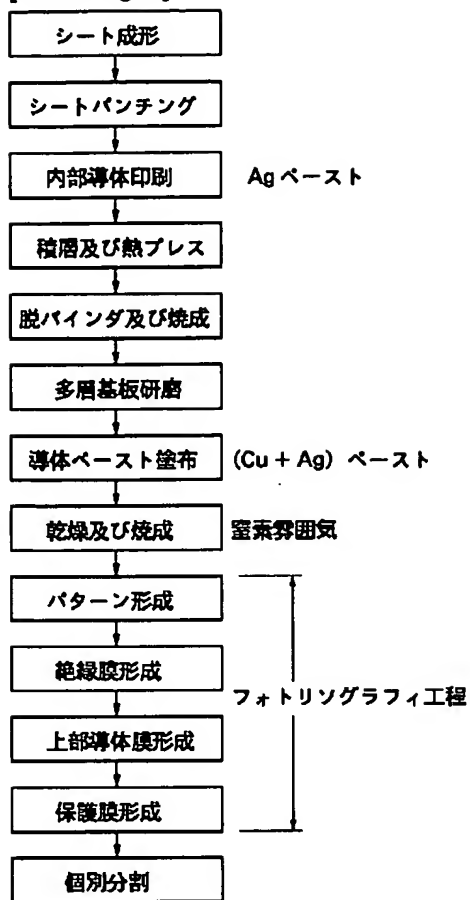 シート成形
シートパンチング
内部導体印刷 Agペースト
積層及び熱プレス
脱バインダ及び焼成
多層基板研磨
導体ペースト塗布 (Cu + Ag) ペースト
乾燥及び焼成 窒素雰囲気
パターン形成
絶縁膜形成
フォトリソグラフィ工程
上部導体膜形成
保護膜形成
個別分割